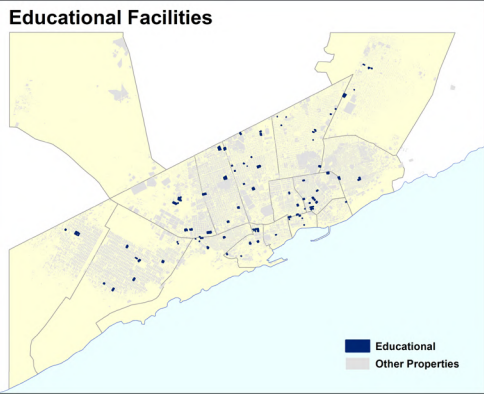 Educational Facilities
Educational
Other Properties